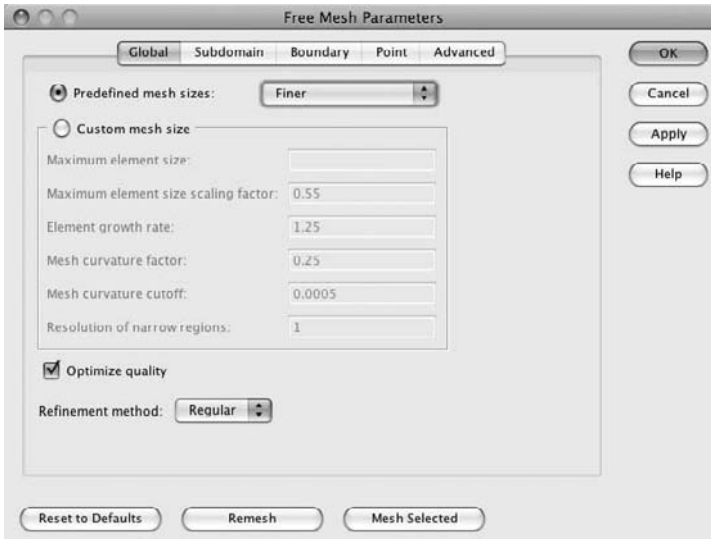 Free Mesh Parameters
Global Subdomain Boundary Point Advanced
OK
Cancel
Apply
Help
Predefined mesh sizes: Finer
Custom mesh size
Maximum element size:
Maximum element size scaling factor: 0.55
Element growth rate: 1.25
Mesh curvature factor: 0.25
Mesh curvature cutoff: 0.0005
Resolution of narrow regions: 1
Optimize quality
Refinement method: Regular
Reset to Defaults Remesh Mesh Selected